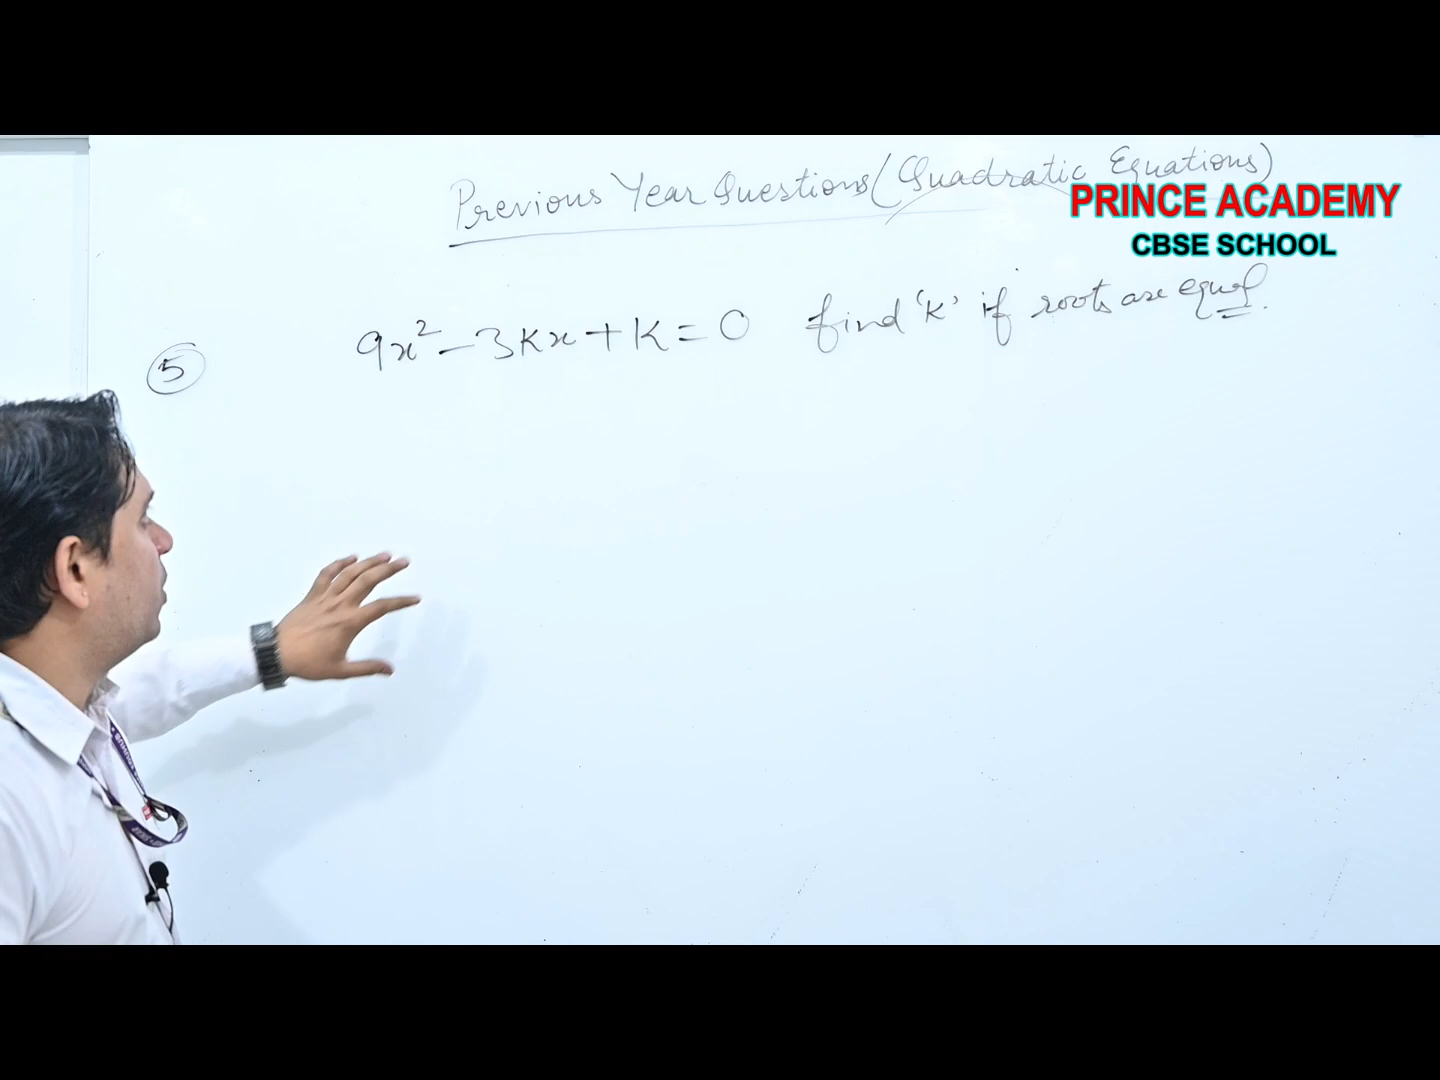 Previous Year Questions (Quadratic Equations)
PRINCE ACADEMY
CBSE SCHOOL
5 9x² - 3Kx + K = 0 find 'K' if roots are equal.